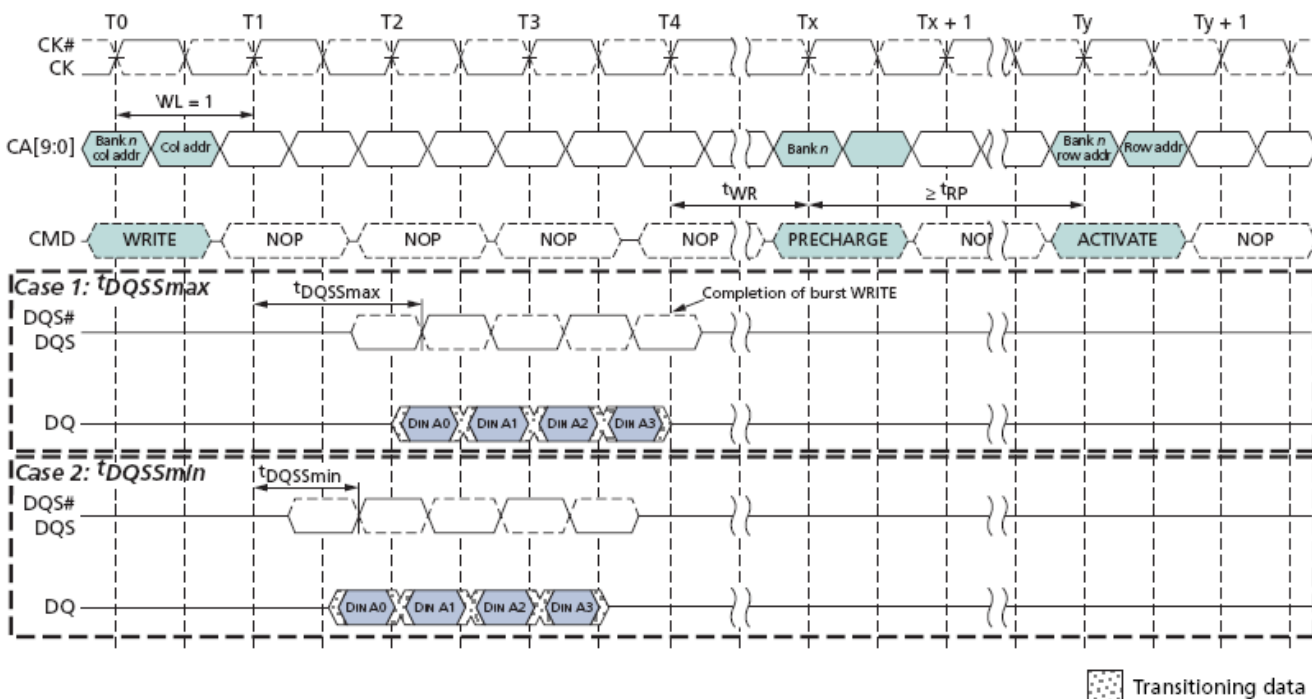 T0 T1 T2 T3 T4 Tx Tx + 1 Ty Ty + 1
CK#
CK
WL = 1
CA[9:0] Bank n col addr Col addr Bank n Bank n row addr Row addr
tWR ≥ tRP
CMD WRITE NOP NOP NOP NOP PRECHARGE NOP ACTIVATE NOP
Case 1: tDQSSmax
tDQSSmax
Completion of burst WRITE
DQS#
DQS
DQ DIN A0 DIN A1 DIN A2 DIN A3
Case 2: tDQSSmin
tDQSSmin
DQS#
DQS
DQ DIN A0 DIN A1 DIN A2 DIN A3
Transitioning data